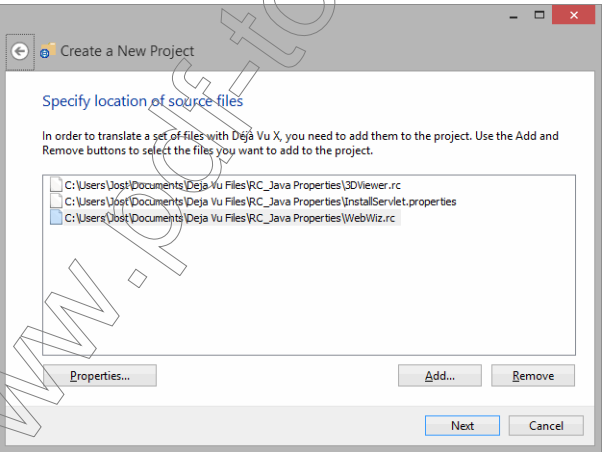 Create a New Project
Specify location of source files
In order to translate a set of files with Déjà Vu X, you need to add them to the project. Use the Add and
Remove buttons to select the files you want to add to the project.
C:\Users\Jost\Documents\Deja Vu Files\RC_Java Properties\3DViewer.rc
C:\Users\Jost\Documents\Deja Vu Files\RC_Java Properties\InstallServlet.properties
C:\Users\Jost\Documents\Deja Vu Files\RC_Java Properties\WebWiz.rc
Properties... Add... Remove
Next Cancel
www.pdf-to